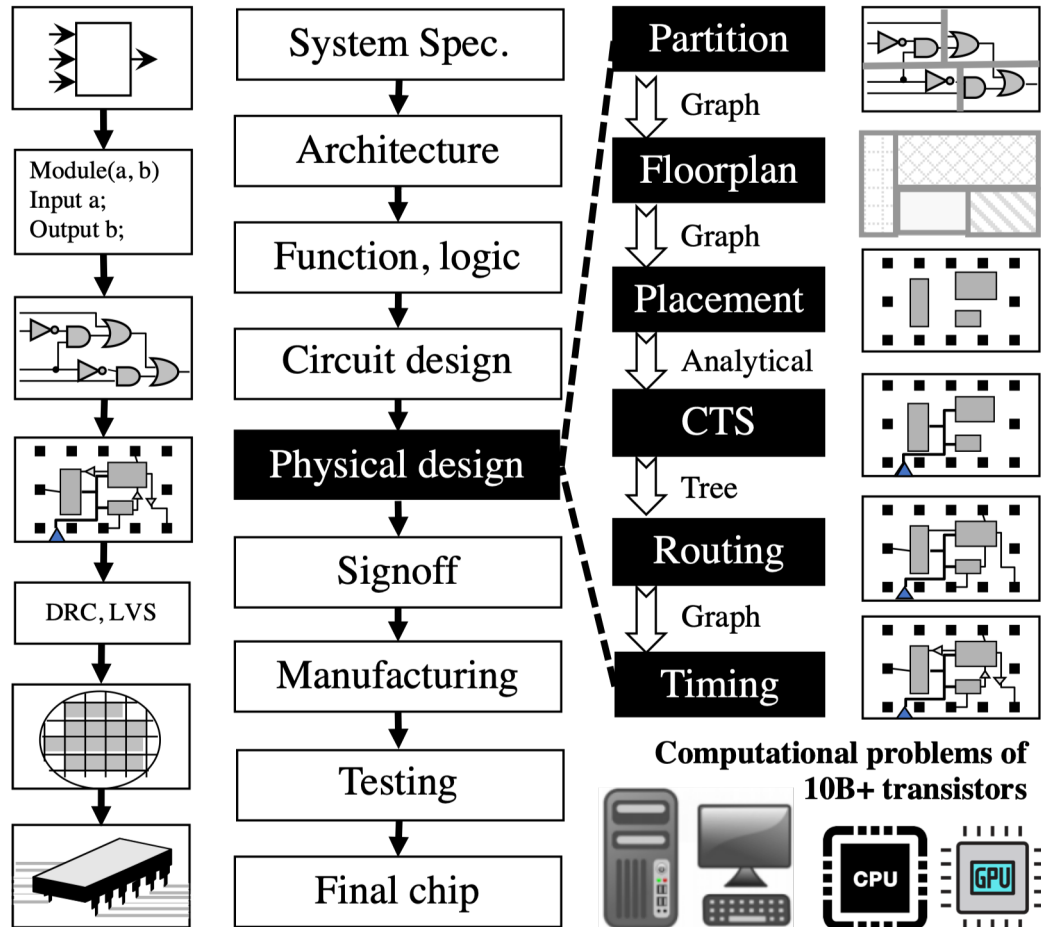 Module(a, b)
Input a;
Output b;
DRC, LVS
System Spec.
Architecture
Function, logic
Circuit design
Physical design
Signoff
Manufacturing
Testing
Final chip
Partition
Graph
Floorplan
Graph
Placement
Analytical
CTS
Tree
Routing
Graph
Timing
Computational problems of
10B+ transistors
CPU
GPU